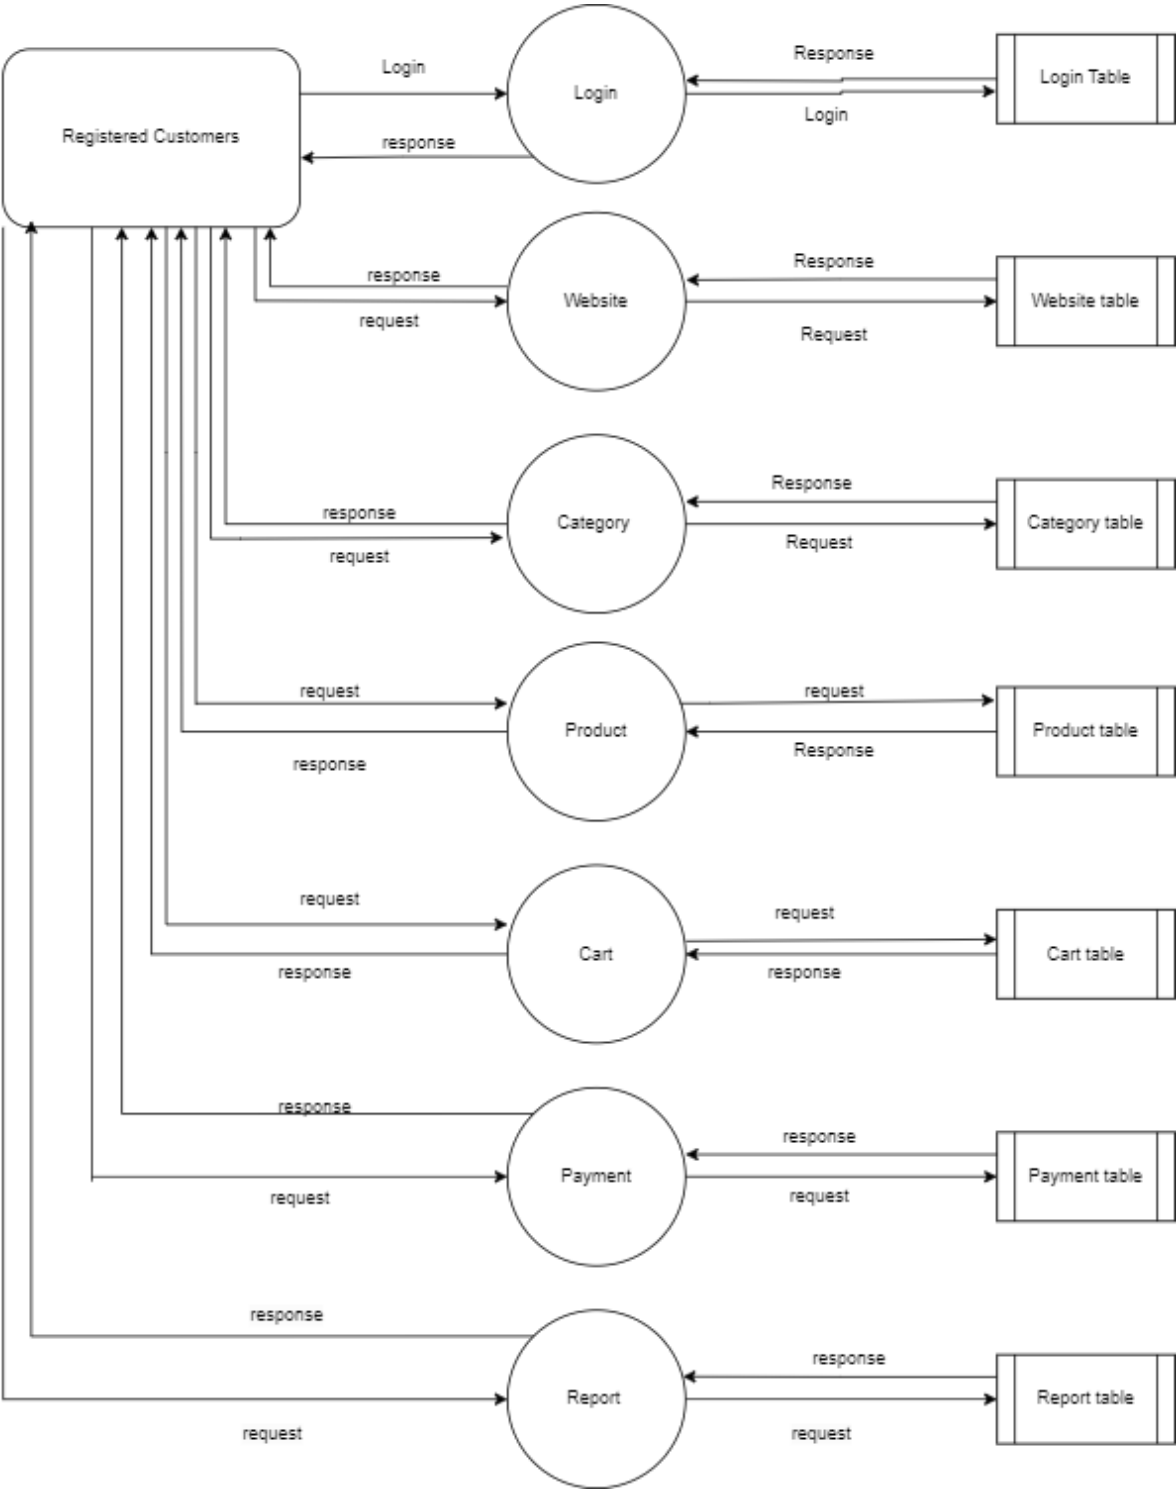 Login
Response
Registered Customers
Login
Login Table
Login
response
response
request
Website
Response
Request
Website table
response
request
Category
Response
Request
Category table
request
response
Product
request
Response
Product table
request
response
Cart
request
response
Cart table
response
request
Payment
response
request
Payment table
response
request
Report
response
request
Report table